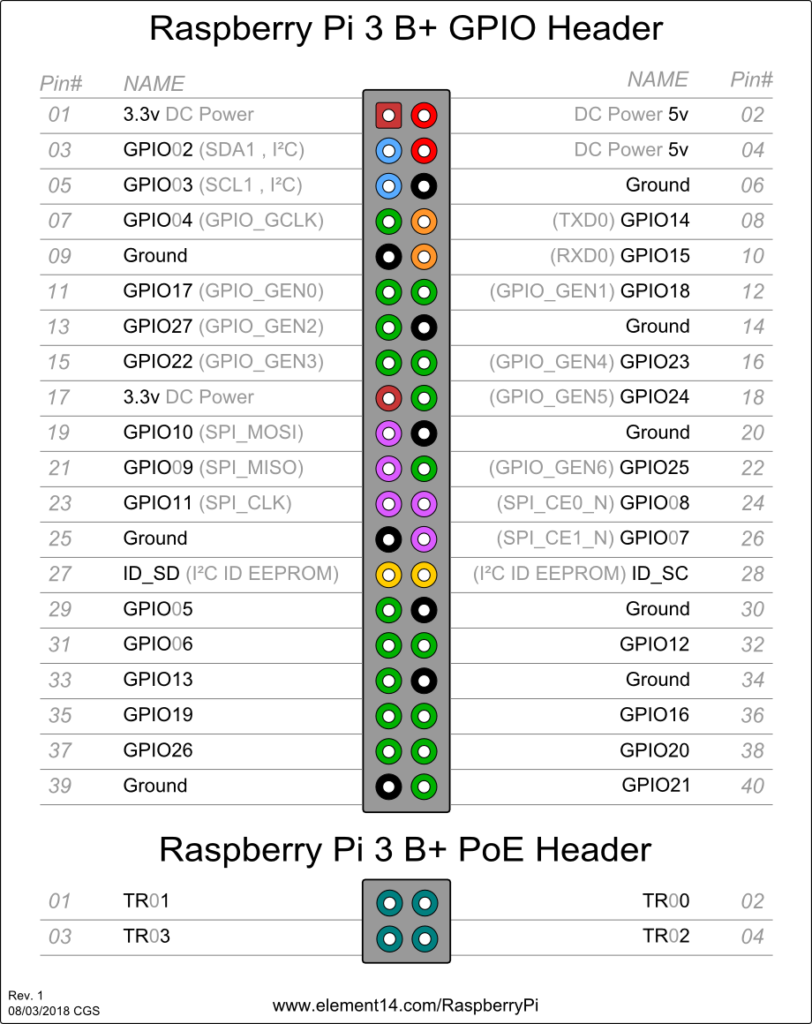 Raspberry Pi 3 B+ GPIO Header
Pin# NAME NAME Pin#
01 3.3v DC Power DC Power 5v 02
03 GPIO02 (SDA1 , I²C) DC Power 5v 04
05 GPIO03 (SCL1 , I²C) Ground 06
07 GPIO04 (GPIO_GCLK) (TXD0) GPIO14 08
09 Ground (RXD0) GPIO15 10
11 GPIO17 (GPIO_GEN0) (GPIO_GEN1) GPIO18 12
13 GPIO27 (GPIO_GEN2) Ground 14
15 GPIO22 (GPIO_GEN3) (GPIO_GEN4) GPIO23 16
17 3.3v DC Power (GPIO_GEN5) GPIO24 18
19 GPIO10 (SPI_MOSI) Ground 20
21 GPIO09 (SPI_MISO) (GPIO_GEN6) GPIO25 22
23 GPIO11 (SPI_CLK) (SPI_CE0_N) GPIO08 24
25 Ground (SPI_CE1_N) GPIO07 26
27 ID_SD (I²C ID EEPROM) (I²C ID EEPROM) ID_SC 28
29 GPIO05 Ground 30
31 GPIO06 GPIO12 32
33 GPIO13 Ground 34
35 GPIO19 GPIO16 36
37 GPIO26 GPIO20 38
39 Ground GPIO21 40
Raspberry Pi 3 B+ PoE Header
01 TR01 TR00 02
03 TR03 TR02 04
Rev. 1
08/03/2018 CGS
www.element14.com/RaspberryPi